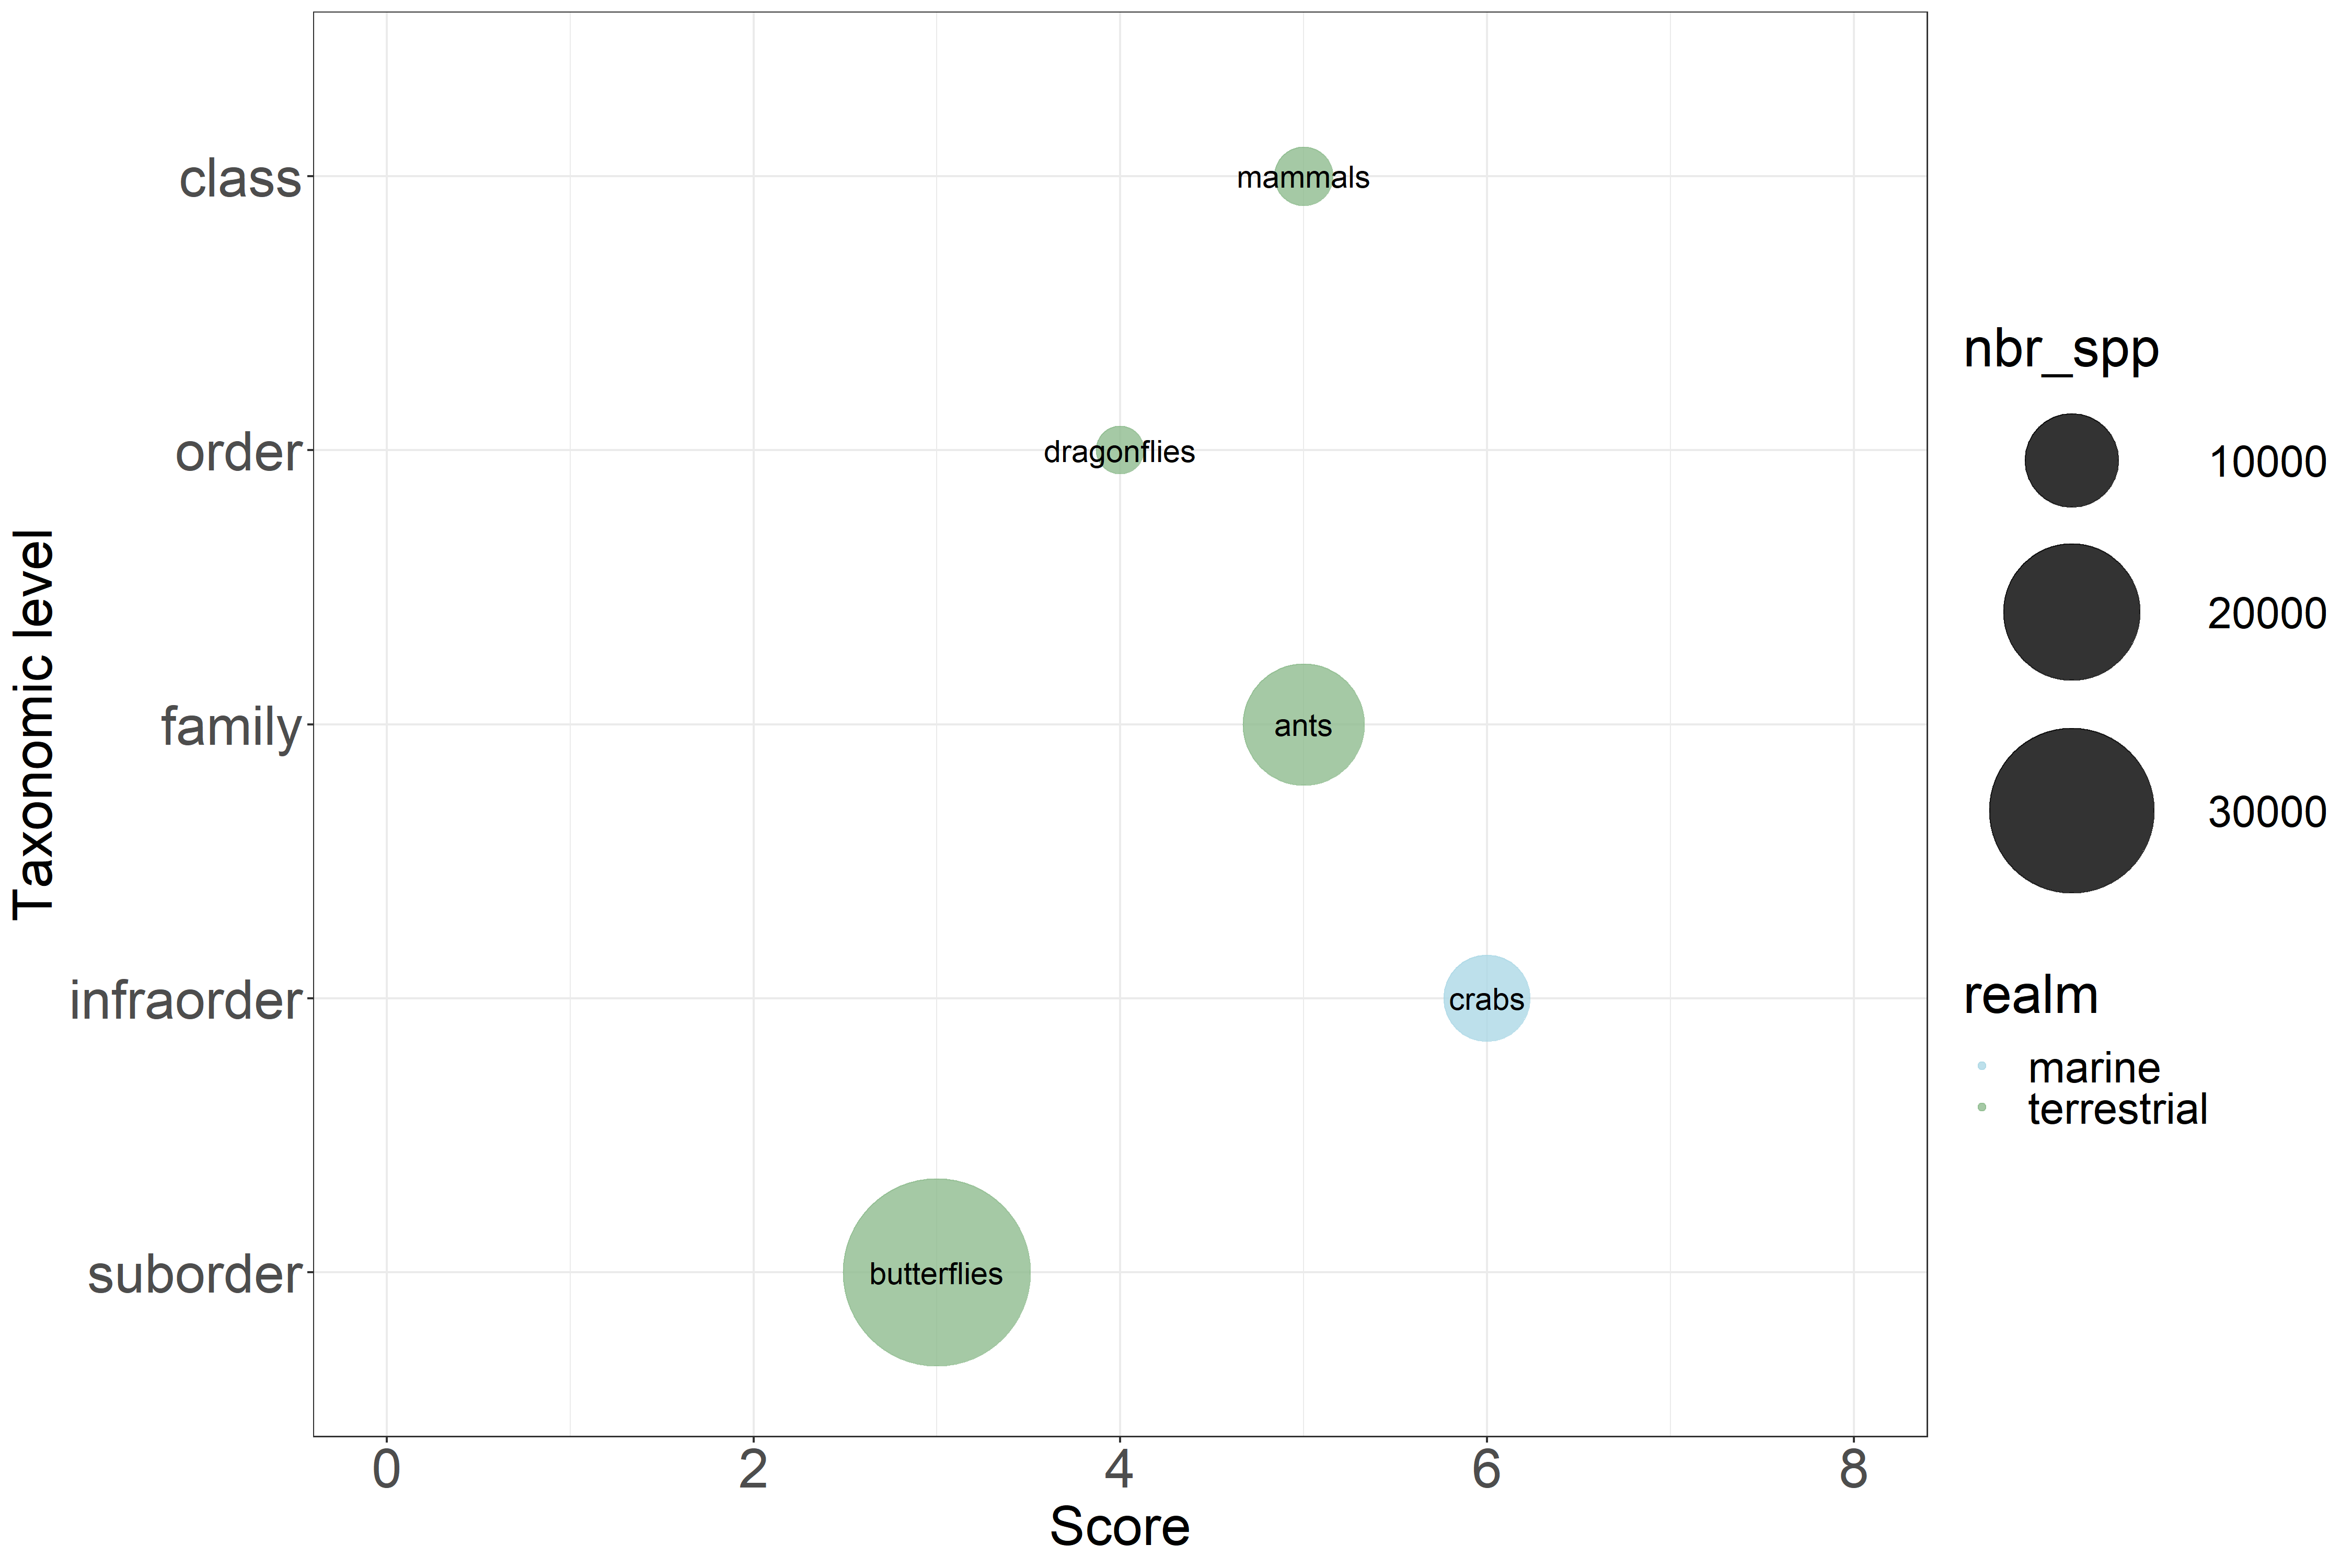 Taxonomic level
class
order
family
infraorder
suborder
mammals
dragonflies
ants
crabs
butterflies
0 2 4 6 8
Score
nbr_spp
10000
20000
30000
realm
marine
terrestrial